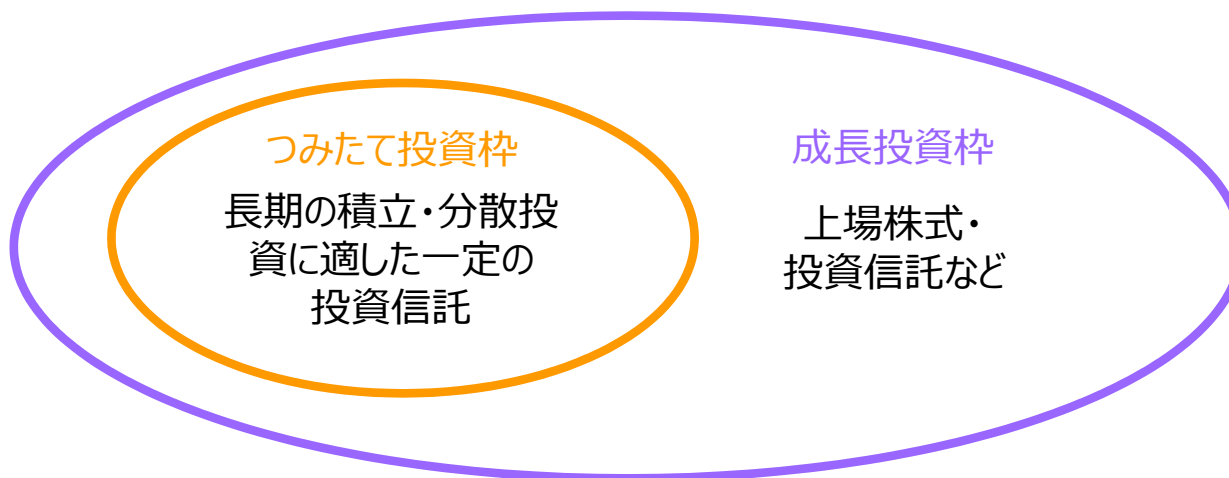 つみたて投資枠
長期の積立・分散投
資に適した一定の
投資信託
成長投資枠
上場株式・
投資信託など